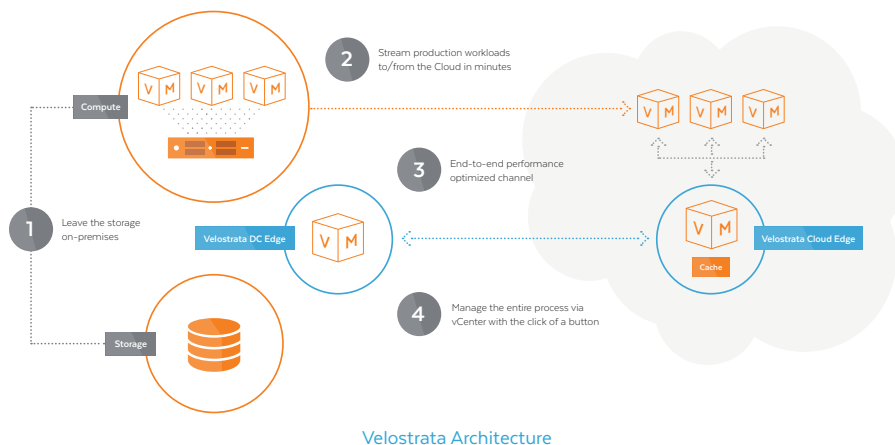 2
Stream production workloads
to/from the Cloud in minutes
V M V M V M
Compute
V M V M V M
3
End-to-end performance
optimized channel
1
Leave the storage
on-premises
Velostrata DC Edge
V M
V M
Velostrata Cloud Edge
Cache
4
Manage the entire process via
vCenter with the click of a button
Storage
Velostrata Architecture